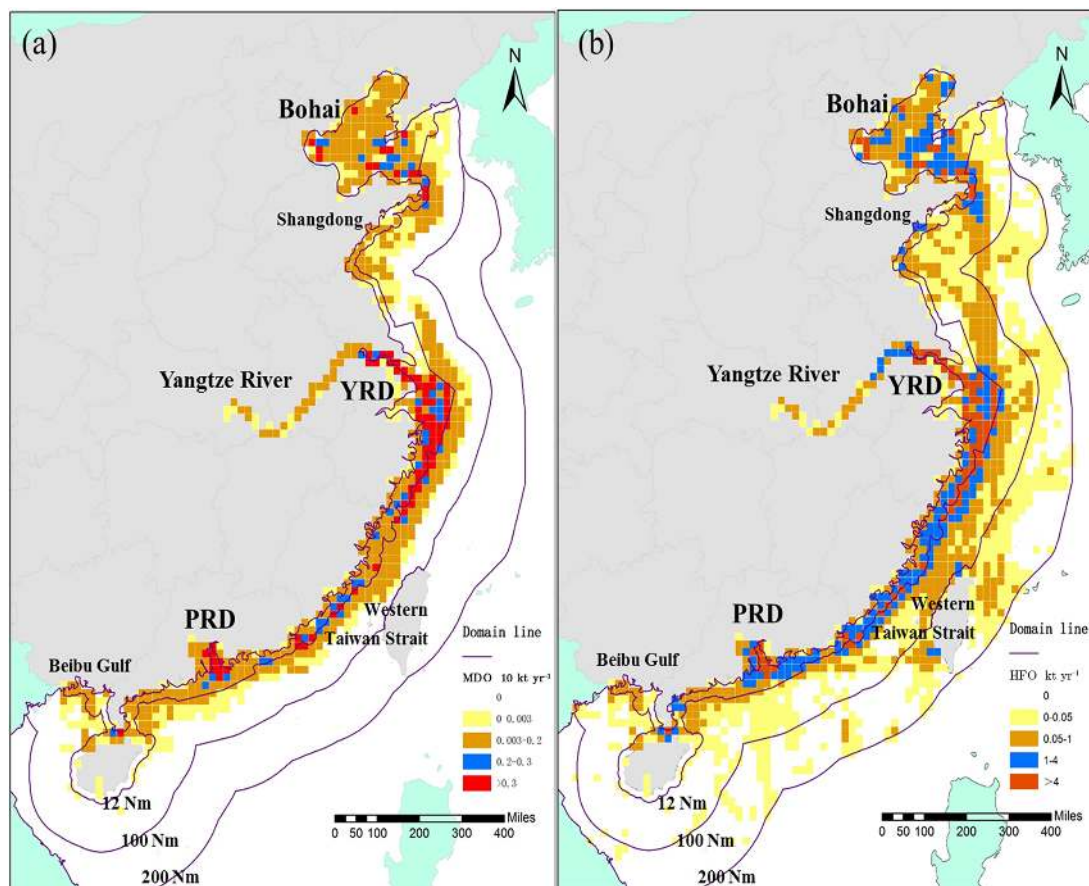 (a)
N
Bohai
Shangdong
Yangtze River
YRD
PRD
Western
Taiwan Strait
Beibu Gulf
Domain line
MDO 10 kt yr⁻¹
0
0 0.003
0.003-0.2
0.2-0.3
>0.3
12 Nm
100 Nm
200 Nm
Miles
0 50 100 200 300 400
(b)
N
Bohai
Shangdong
Yangtze River
YRD
PRD
Western
Taiwan Strait
Beibu Gulf
Domain line
HFO kt yr⁻¹
0
0-0.05
0.05-1
1-4
>4
12 Nm
100 Nm
200 Nm
Miles
0 50 100 200 300 400